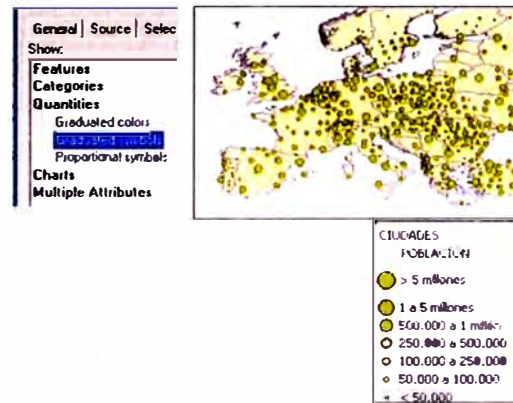 General | Source | Selec
Show:
Features
Categories
Quantities
Graduated colors
Graduated symbols
Proportional symbols
Charts
Multiple Attributes
CIUDADES
POBLACION
> 5 millones
1 a 5 millones
500.000 a 1 millón
250.000 a 500.000
100.000 a 250.000
50.000 a 100.000
< 50.000